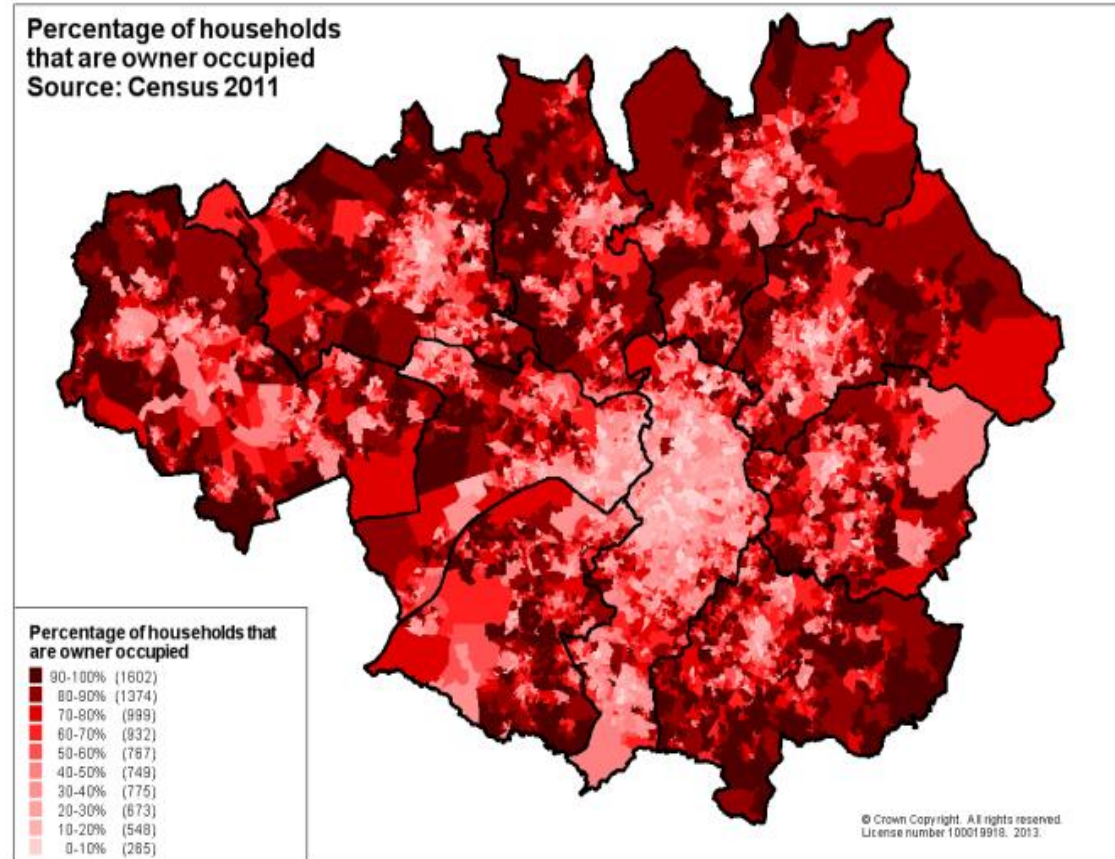 Percentage of households
that are owner occupied
Source: Census 2011
Percentage of households that
are owner occupied
90-100% (1602)
80-90% (1374)
70-80% (999)
60-70% (932)
50-60% (767)
40-50% (749)
30-40% (775)
20-30% (673)
10-20% (548)
0-10% (265)
© Crown Copyright. All rights reserved.
License number 100019918. 2013.